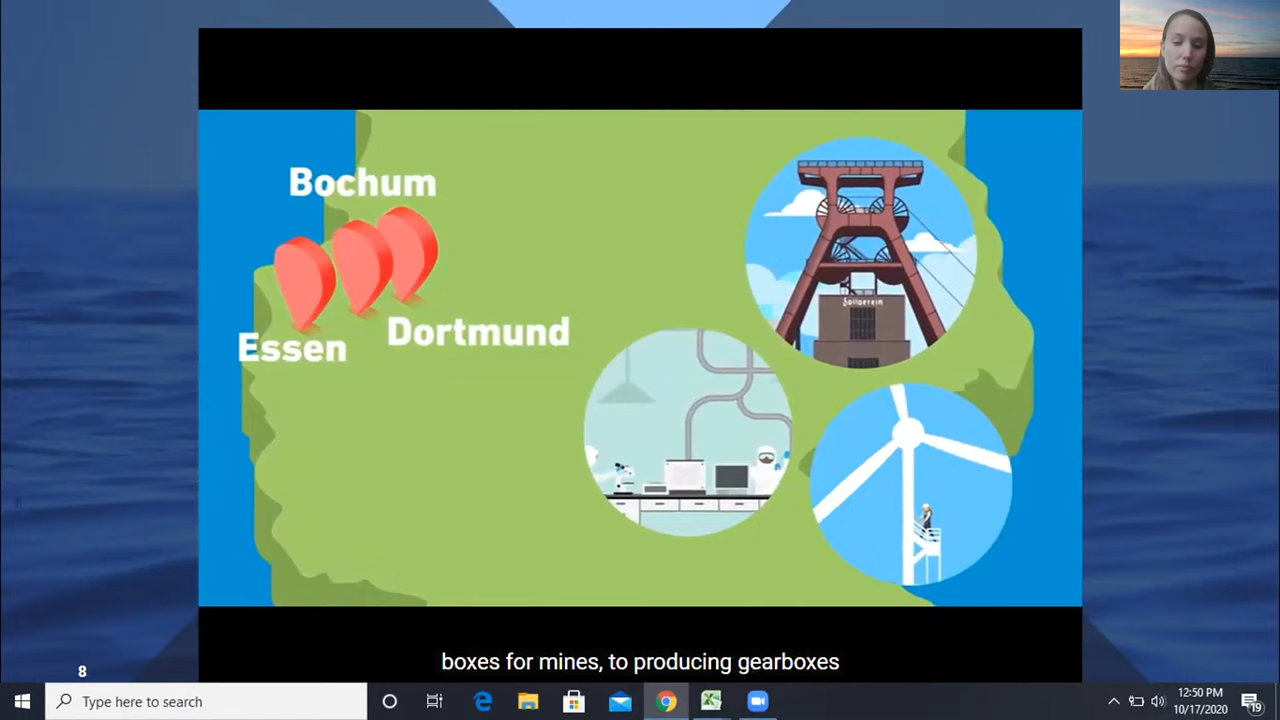 Bochum
Essen
Dortmund
Zollverein
boxes for mines, to producing gearboxes
8
Type here to search
12:50 PM
10/17/2020
19